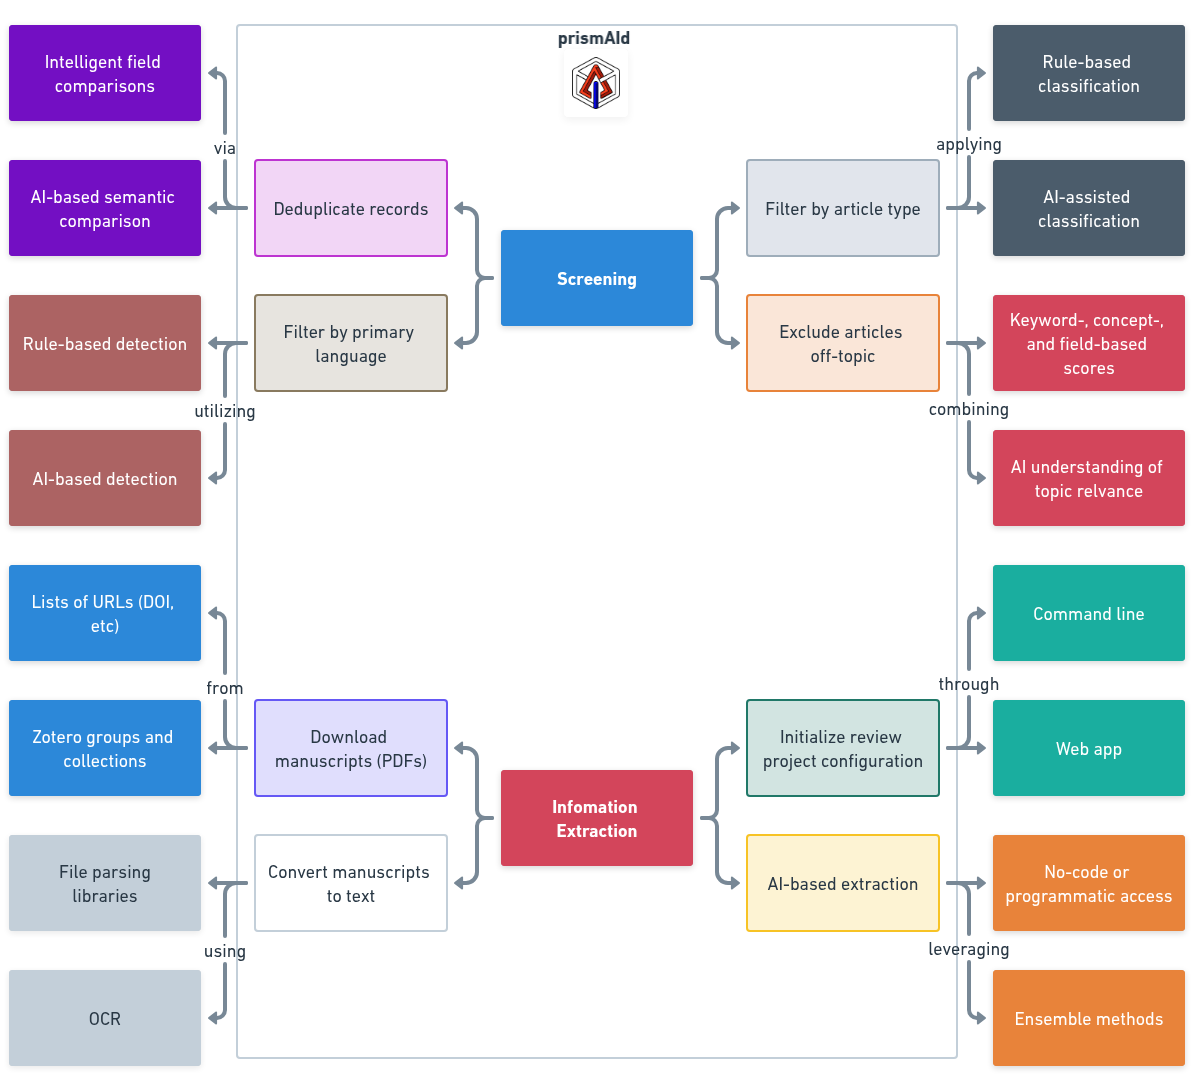 prismAId
Intelligent field
comparisons
via
AI-based semantic
comparison
Deduplicate records
Filter by primary
language
Rule-based detection
utilizing
AI-based detection
Screening
Filter by article type
applying
Rule-based
classification
AI-assisted
classification
Exclude articles
off-topic
combining
Keyword-, concept-,
and field-based
scores
AI understanding of
topic relvance
Lists of URLs (DOI,
etc)
from
Zotero groups and
collections
Download
manuscripts (PDFs)
Convert manuscripts
to text
File parsing
libraries
using
OCR
Infomation
Extraction
Initialize review
project configuration
through
Command line
Web app
AI-based extraction
leveraging
No-code or
programmatic access
Ensemble methods